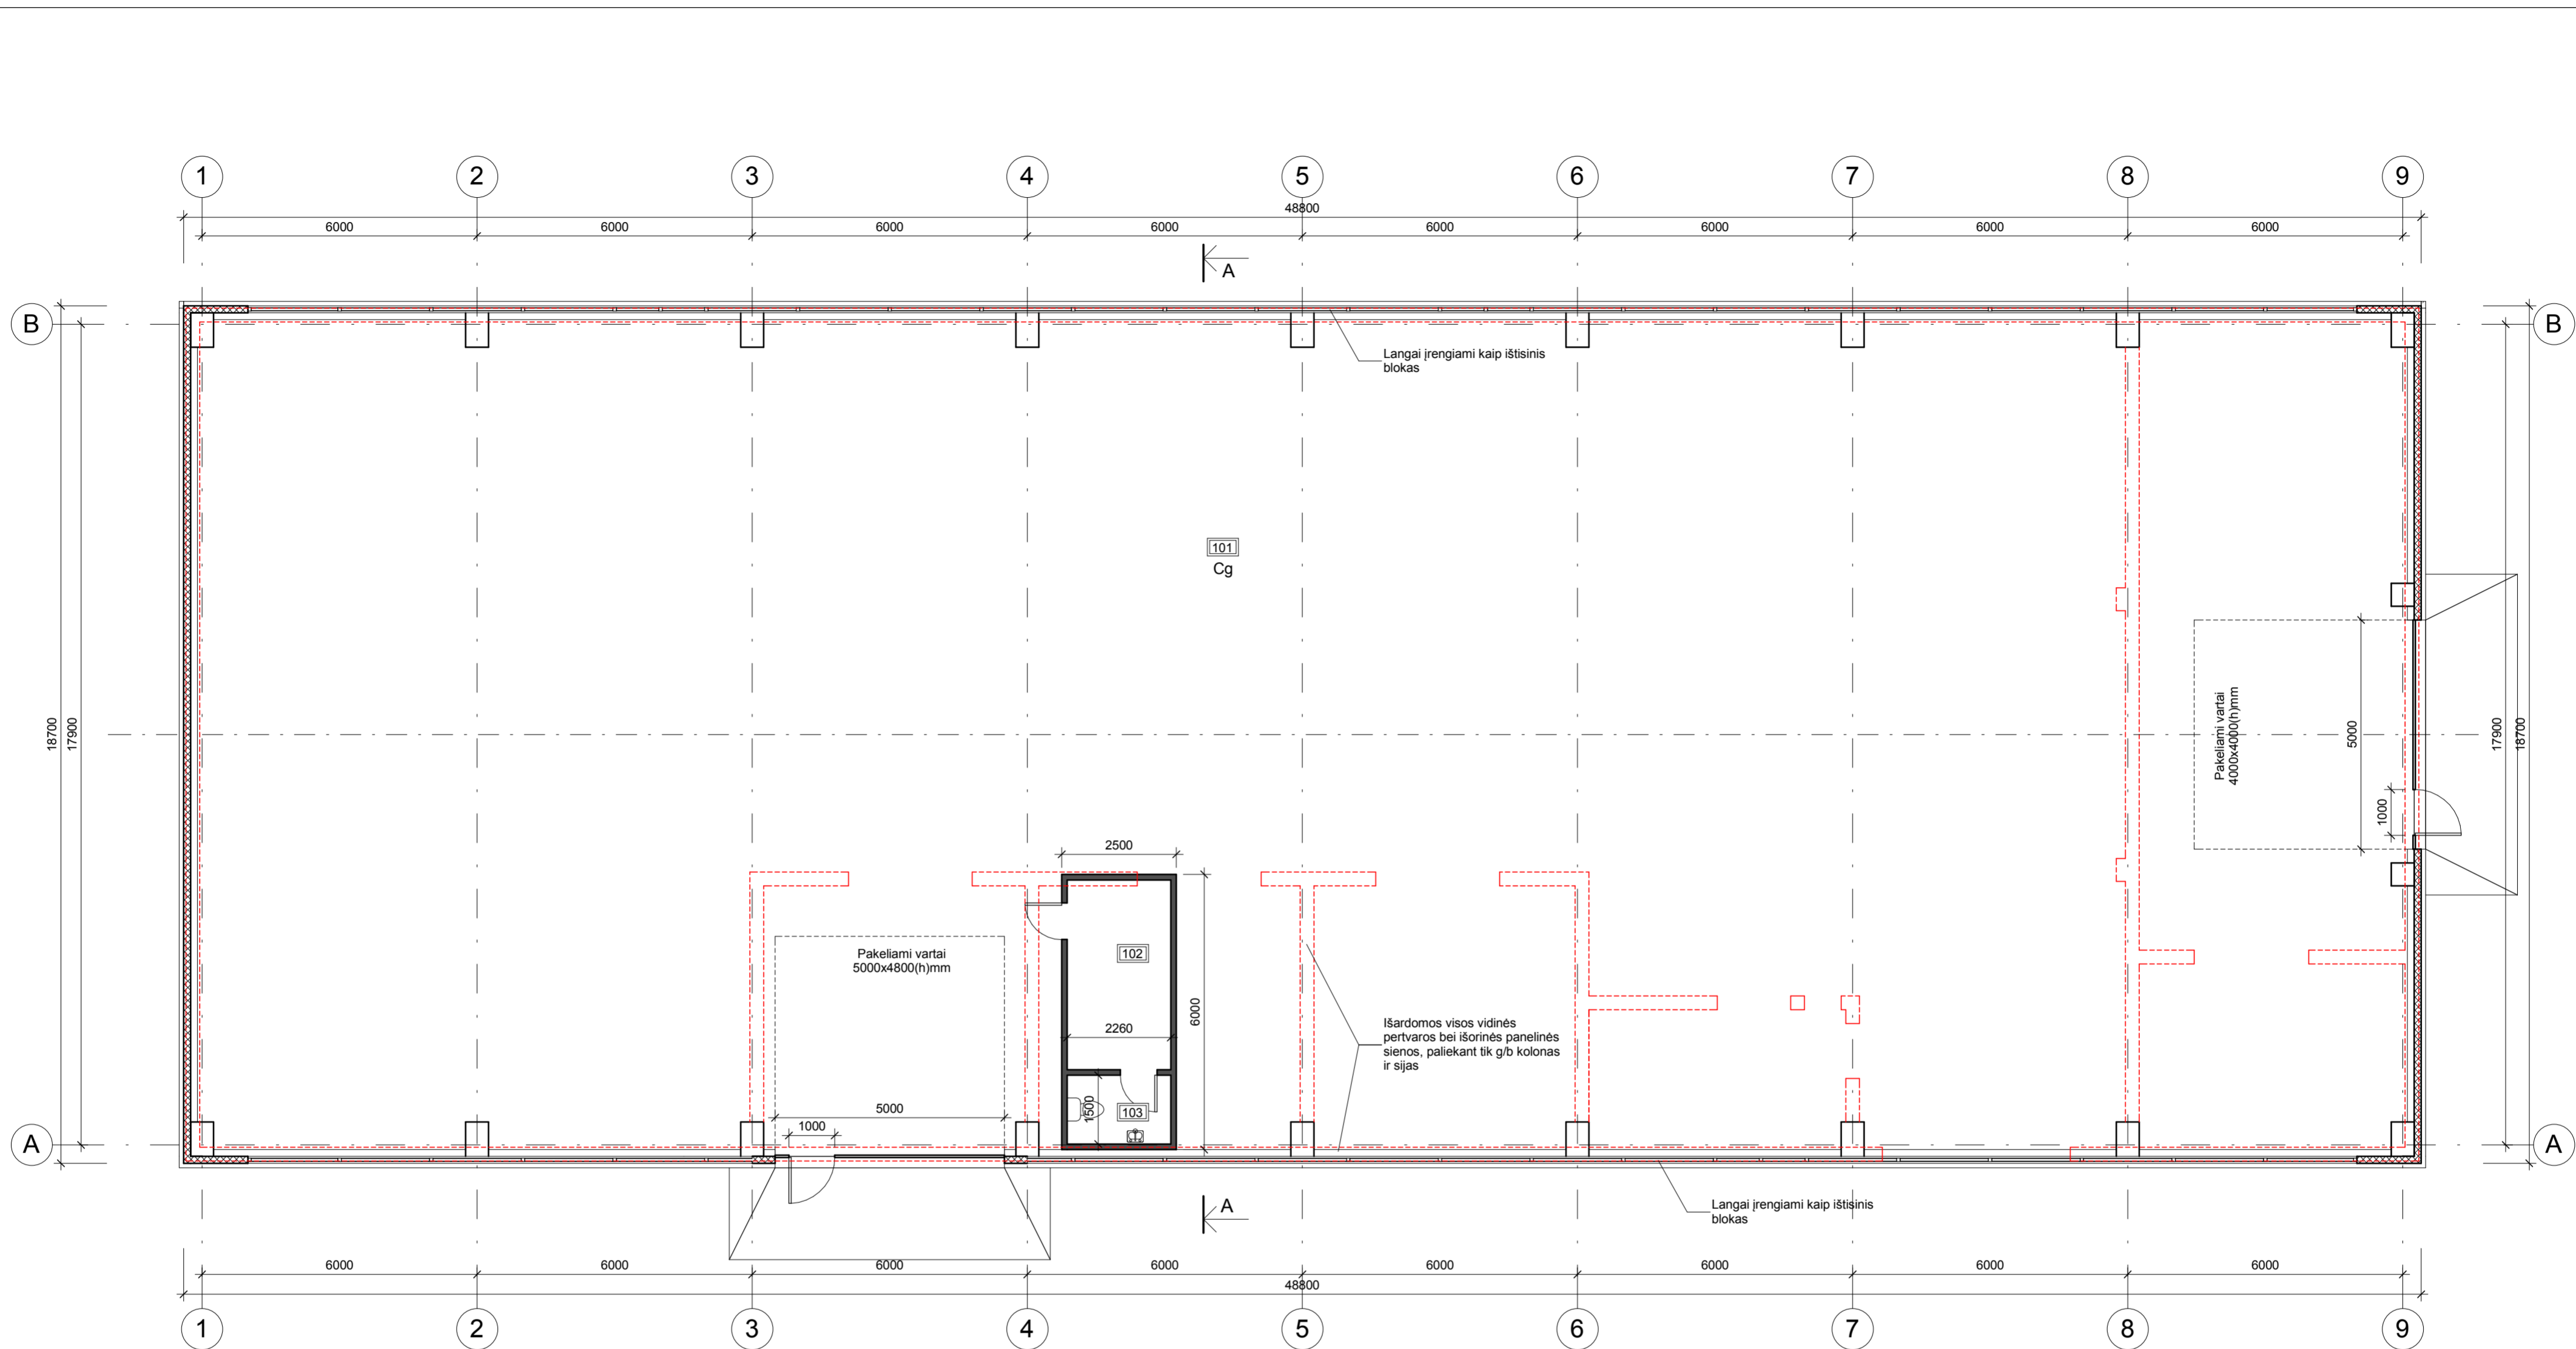 1 2 3 4 5 6 7 8 9
48800
6000 6000 6000 6000 6000 6000 6000 6000
A
B B
Langai įrengiami kaip ištisinis
blokas
101
Cg
18700
17900
Pakeliami vartai
4000x4000(h)mm
5000
1000
17900
18700
2500
Pakeliami vartai
5000x4800(h)mm
102
6000
2260
Išardomos visos vidinės
pertvaros bei išorinės panelinės
sienos, paliekant tik g/b kolonas
ir sijas
5000
1500
103
1000
A A
A
Langai įrengiami kaip ištisinis
blokas
6000 6000 6000 6000 6000 6000 6000 6000
48800
1 2 3 4 5 6 7 8 9